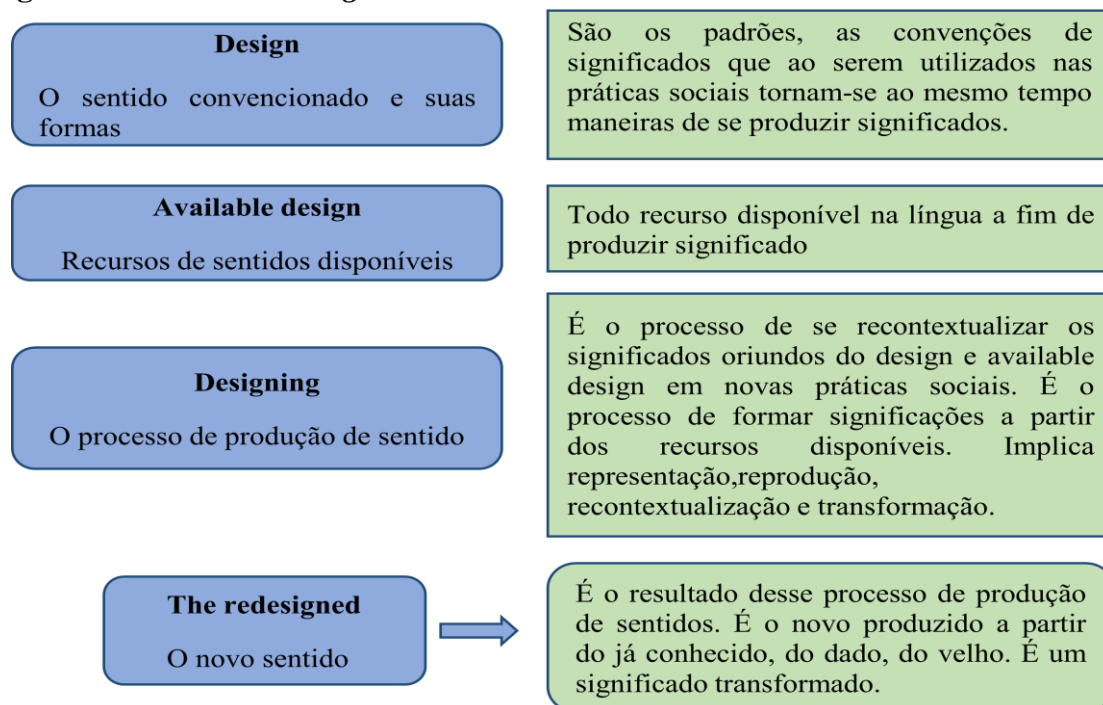 Design
O sentido convencionado e suas
formas
São os padrões, as convenções de
significados que ao serem utilizados nas
práticas sociais tornam-se ao mesmo tempo
maneiras de se produzir significados.
Available design
Recursos de sentidos disponíveis
Todo recurso disponível na língua a fim de
produzir significado
Designing
O processo de produção de sentido
É o processo de se recontextualizar os
significados oriundos do design e available
design em novas práticas sociais. É o
processo de formar significações a partir
dos recursos disponíveis. Implica
representação,reprodução,
recontextualização e transformação.
The redesigned
O novo sentido
É o resultado desse processo de produção
de sentidos. É o novo produzido a partir
do já conhecido, do dado, do velho. É um
significado transformado.